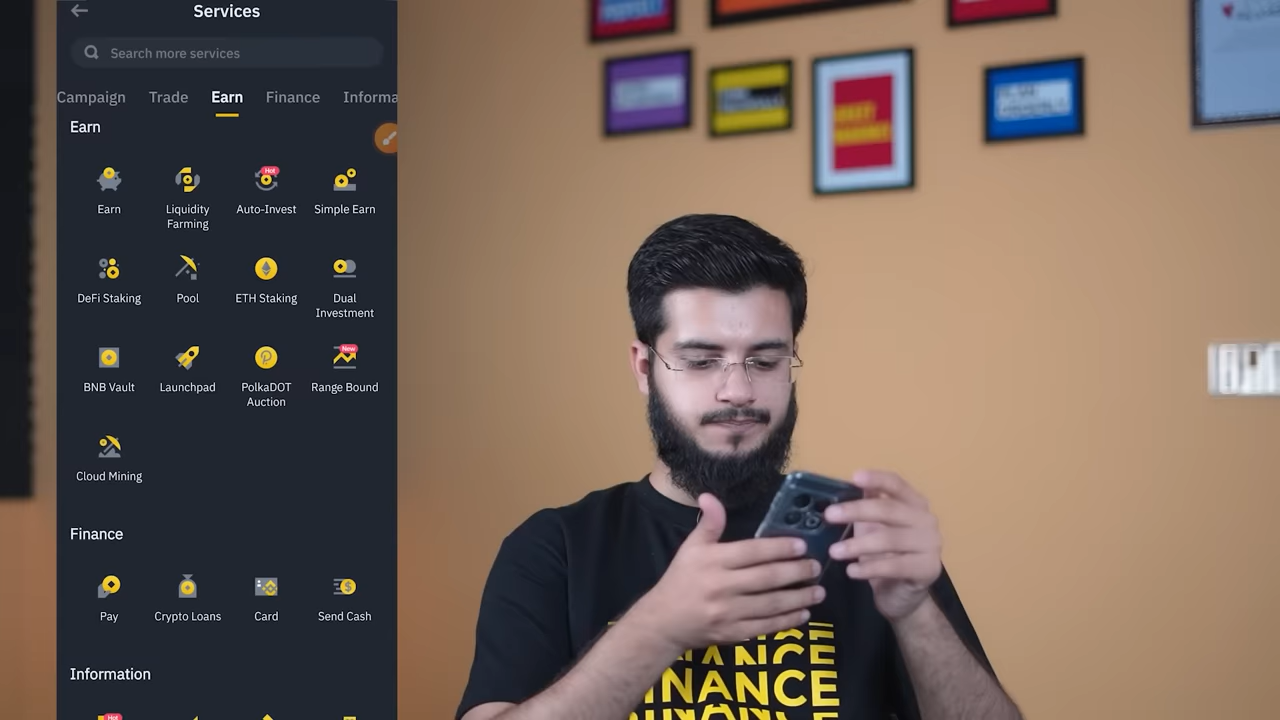 Services
Search more services
Campaign Trade Earn Finance Informa
Earn
Hot
Earn Liquidity Farming Auto-Invest Simple Earn
DeFi Staking Pool ETH Staking Dual Investment
New
BNB Vault Launchpad PolkaDOT Auction Range Bound
Cloud Mining
Finance
Pay Crypto Loans Card Send Cash
Information
Hot
NANCE
INANCE